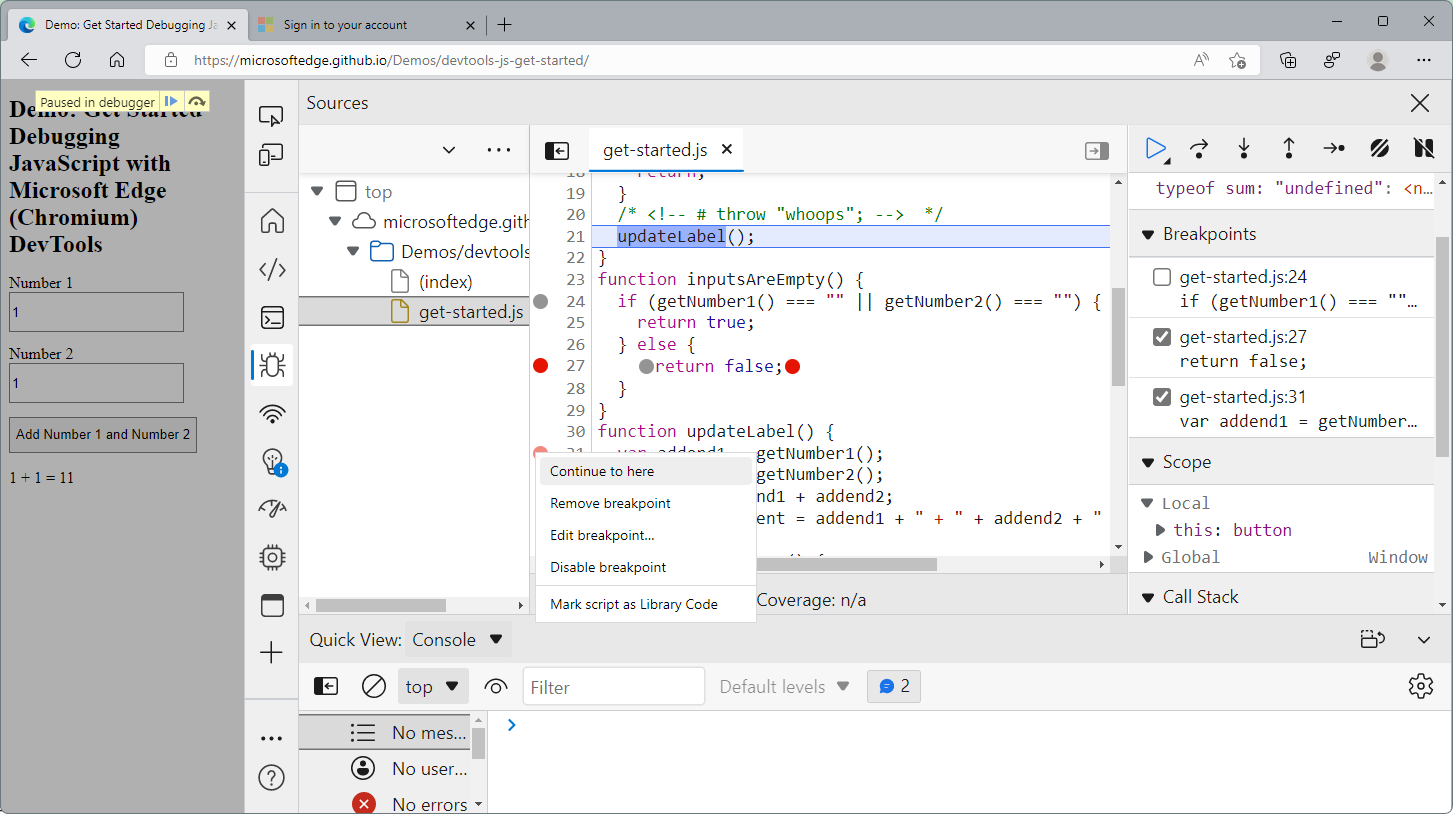 Demo: Get Started Debugging Ja
Sign in to your account
https://microsoftedge.github.io/Demos/devtools-js-get-started/
Paused in debugger
Demo: Get Started
Debugging
JavaScript with
Microsoft Edge
(Chromium)
DevTools
Number 1
1
Number 2
1
Add Number 1 and Number 2
1 + 1 = 11
Sources
top
microsoftedge.gith
Demos/devtools
(index)
get-started.js
get-started.js
18 return;
19 }
20 /* <!-- # throw "whoops"; --> */
21 updateLabel();
22 }
23 function inputsAreEmpty() {
24 if (getNumber1() === "" || getNumber2() === "") {
25 return true;
26 } else {
27 return false;
28 }
29 }
30 function updateLabel() {
31 var addend1 getNumber1();
getNumber2();
nd1 + addend2;
ent = addend1 + " + " + addend2 + "
() {
Continue to here
Remove breakpoint
Edit breakpoint...
Disable breakpoint
Mark script as Library Code
Coverage: n/a
typeof sum: "undefined": <n…
Breakpoints
get-started.js:24
if (getNumber1() === ""…
get-started.js:27
return false;
get-started.js:31
var addend1 = getNumber…
Scope
Local
this: button
Global Window
Call Stack
Quick View: Console
top
Filter
Default levels
2
No mes…
No user…
No errors